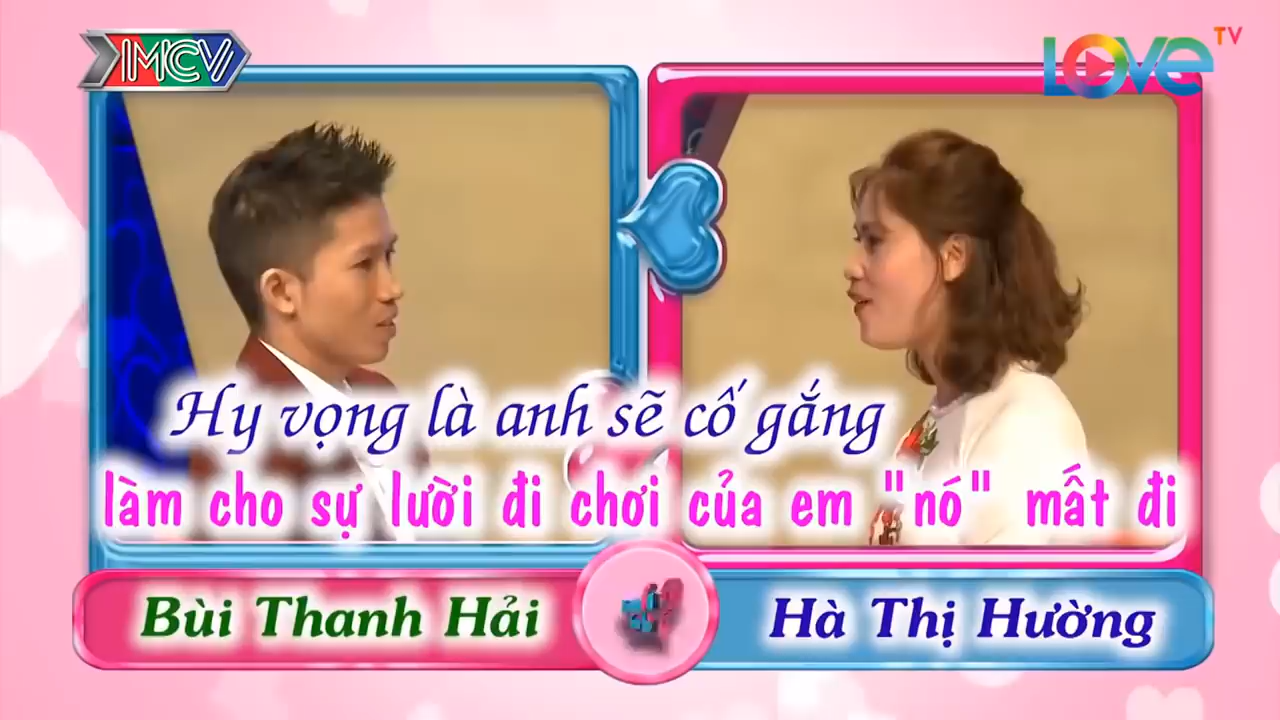 MCV
LOVE TV
Hy vọng là anh sẽ cố gắng
làm cho sự lười đi chơi của em "nó" mất đi
Bùi Thanh Hải
Hà Thị Hường